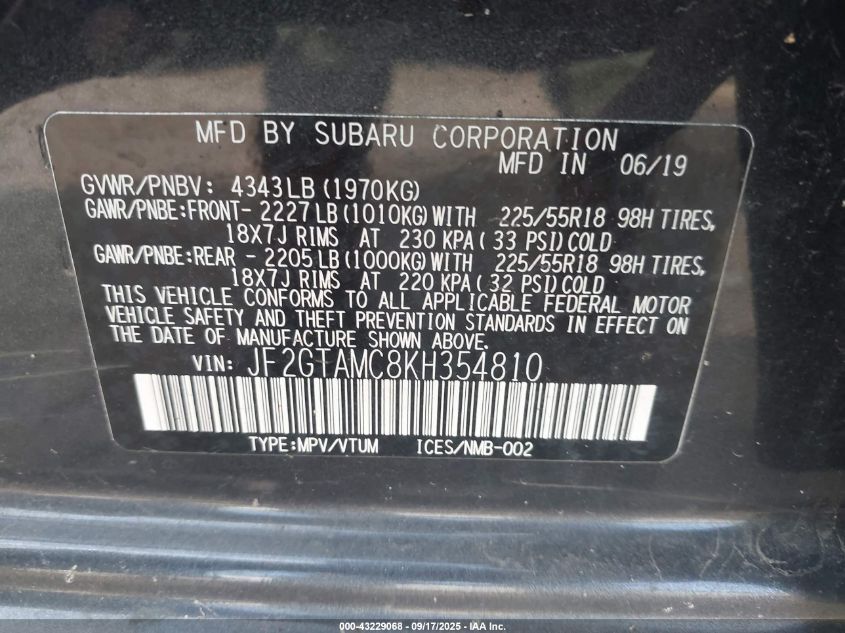 MFD BY SUBARU CORPORATION
MFD IN 06/19
GVWR/PNBV: 4343LB (1970KG)
GAWR/PNBE:FRONT- 2227LB(1010KG)WITH 225/55R18 98H TIRES,
18X7J RIMS AT 230 KPA( 33 PSI)COLD
GAWR/PNBE:REAR - 2205LB(1000KG)WITH 225/55R18 98H TIRES,
18X7J RIMS AT 220 KPA( 32 PSI)COLD
THIS VEHICLE CONFORMS TO ALL APPLICABLE FEDERAL MOTOR
VEHICLE SAFETY AND THEFT PREVENTION STANDARDS IN EFFECT ON
THE DATE OF MANUFACTURE SHOWN ABOVE.
VIN: JF2GTAMC8KH354810
TYPE:MPV/VTUM ICES/NMB-002
000-43229068 - 09/17/2025 - IAA Inc.